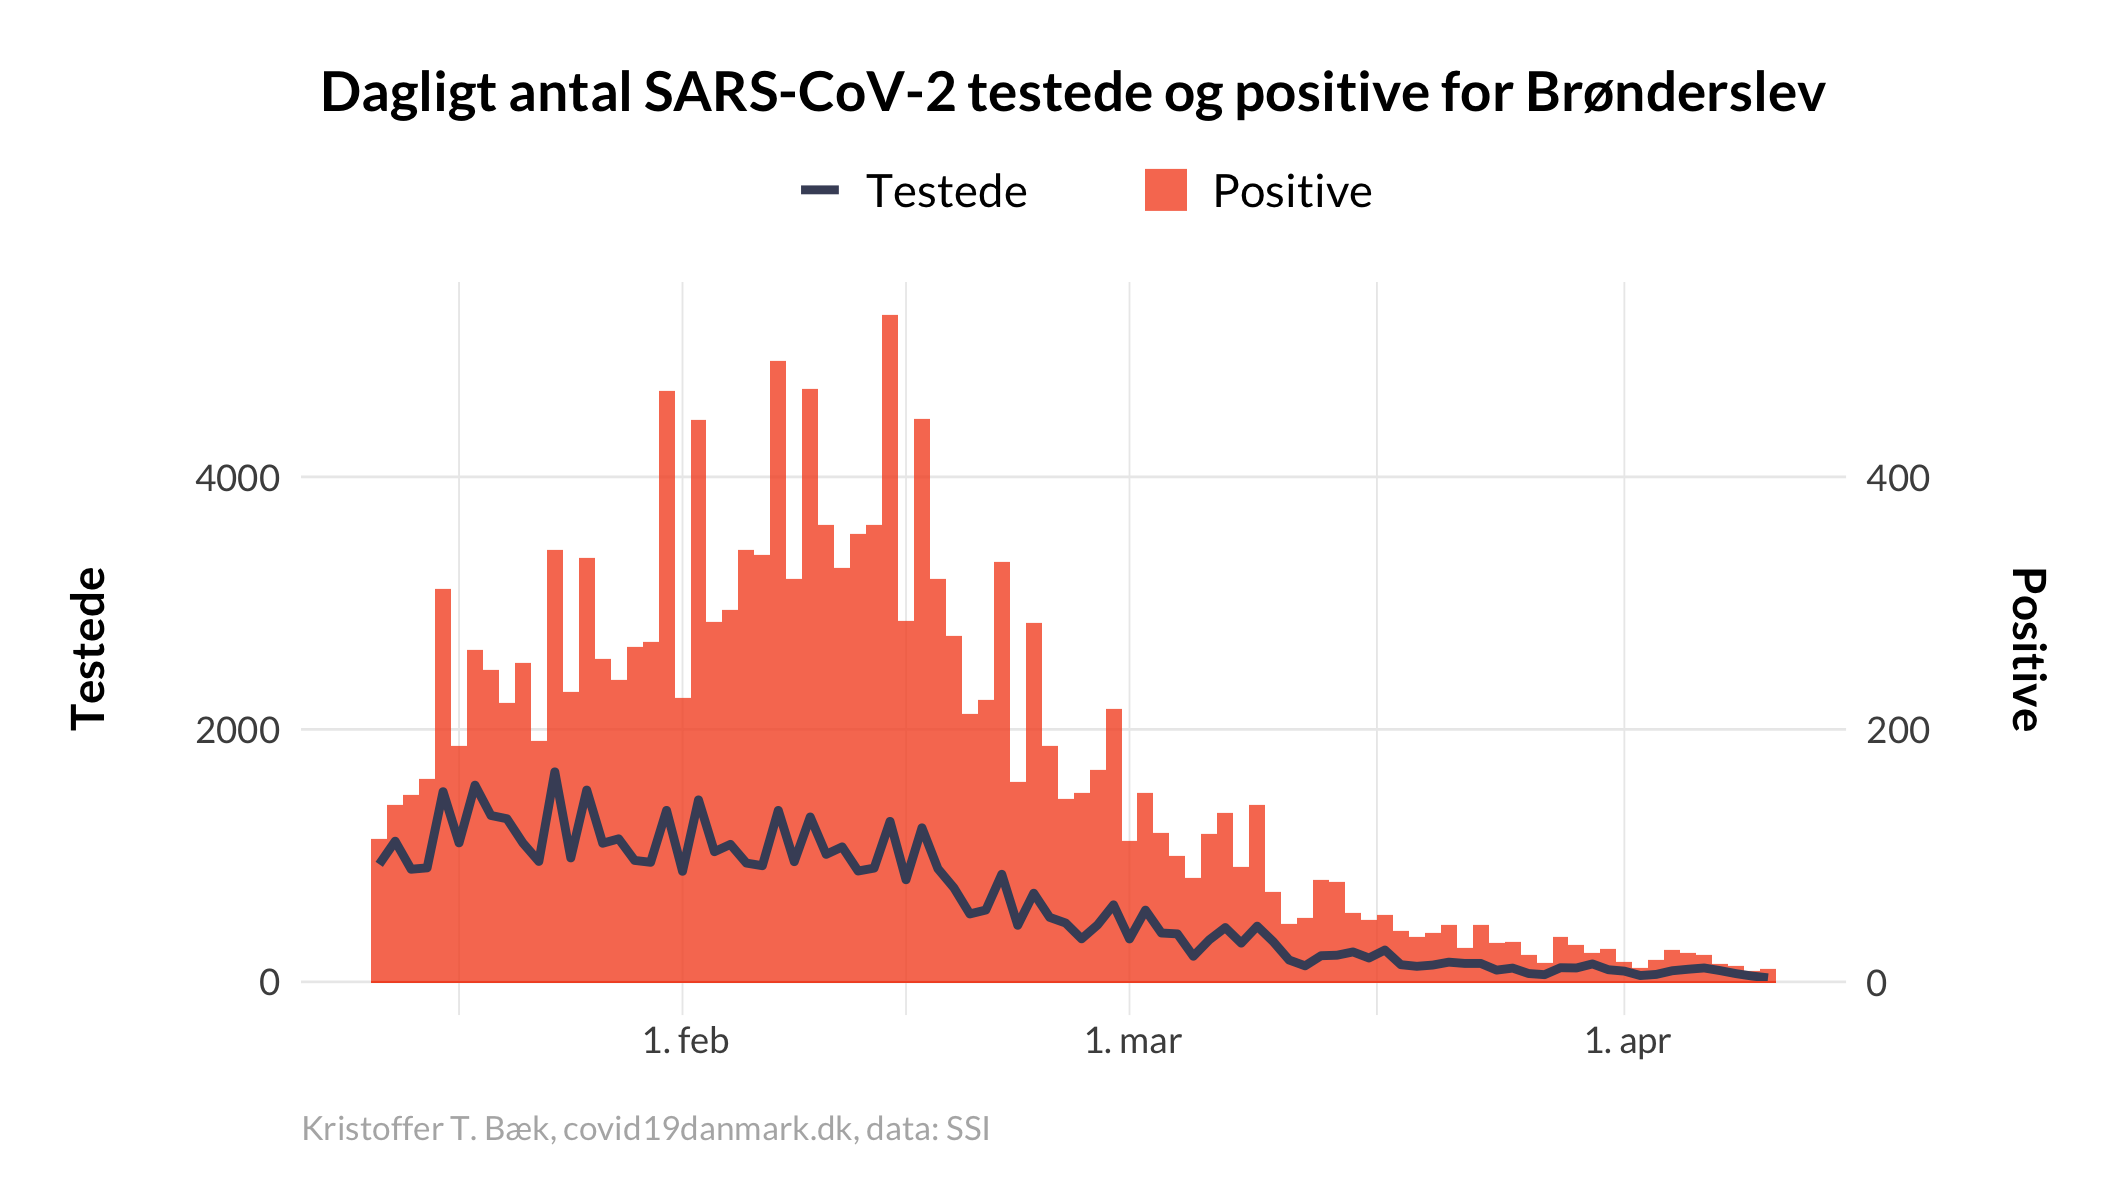 Dagligt antal SARS-CoV-2 testede og positive for Brønderslev
Testede
Positive
4000
2000
0
Testede
400
200
0
Positive
1. feb
1. mar
1. apr
Kristoffer T. Bæk, covid19danmark.dk, data: SSI